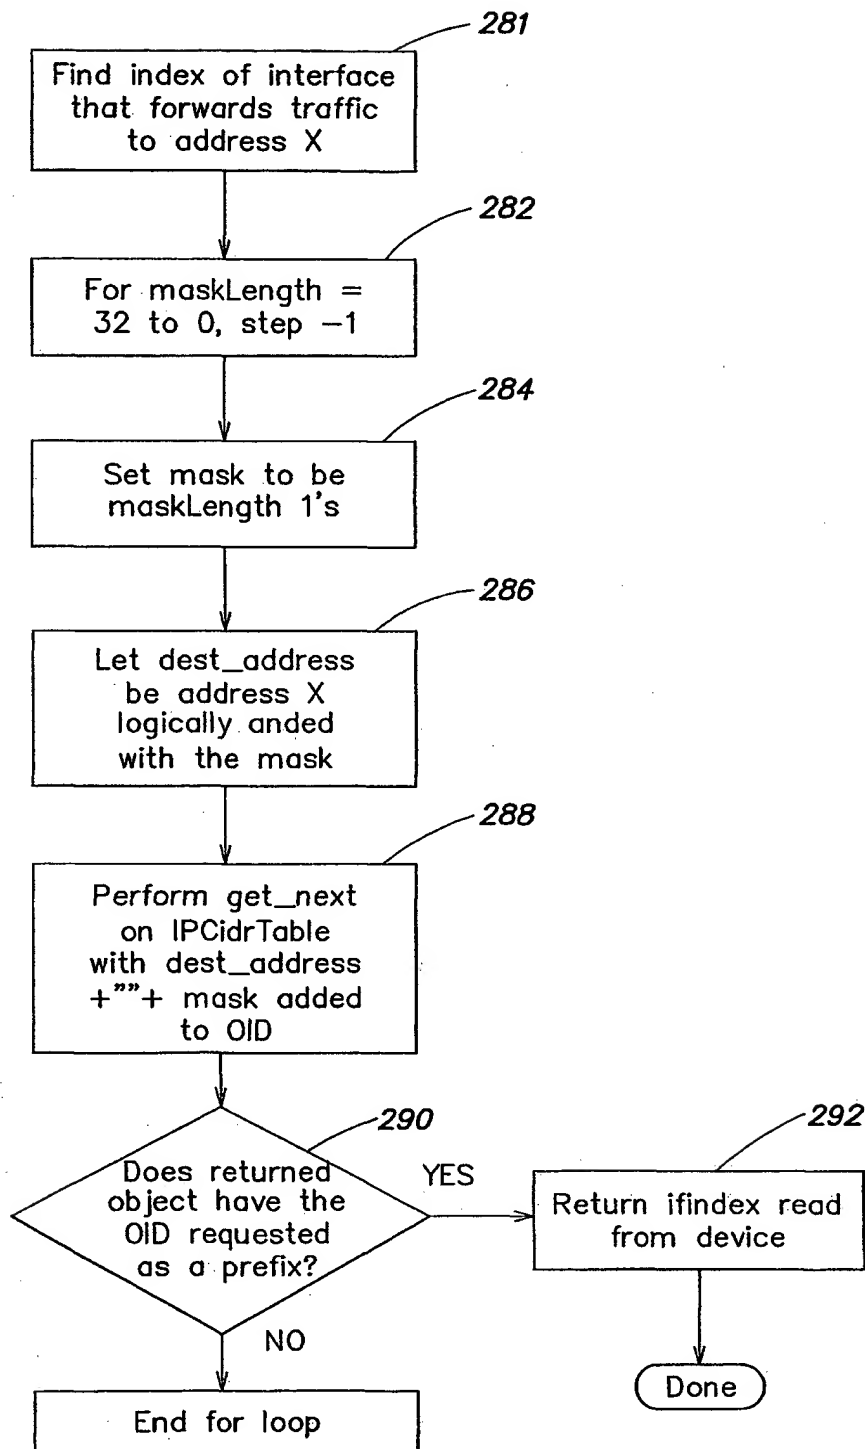 281
Find index of interface
that forwards traffic
to address X
282
For maskLength =
32 to 0, step −1
284
Set mask to be
maskLength 1's
286
Let dest_address
be address X
logically anded
with the mask
288
Perform get_next
on IPCidrTable
with dest_address
+""+ mask added
to OID
290
Does returned
object have the
OID requested
as a prefix?
YES
292
Return ifindex read
from device
NO
Done
End for loop